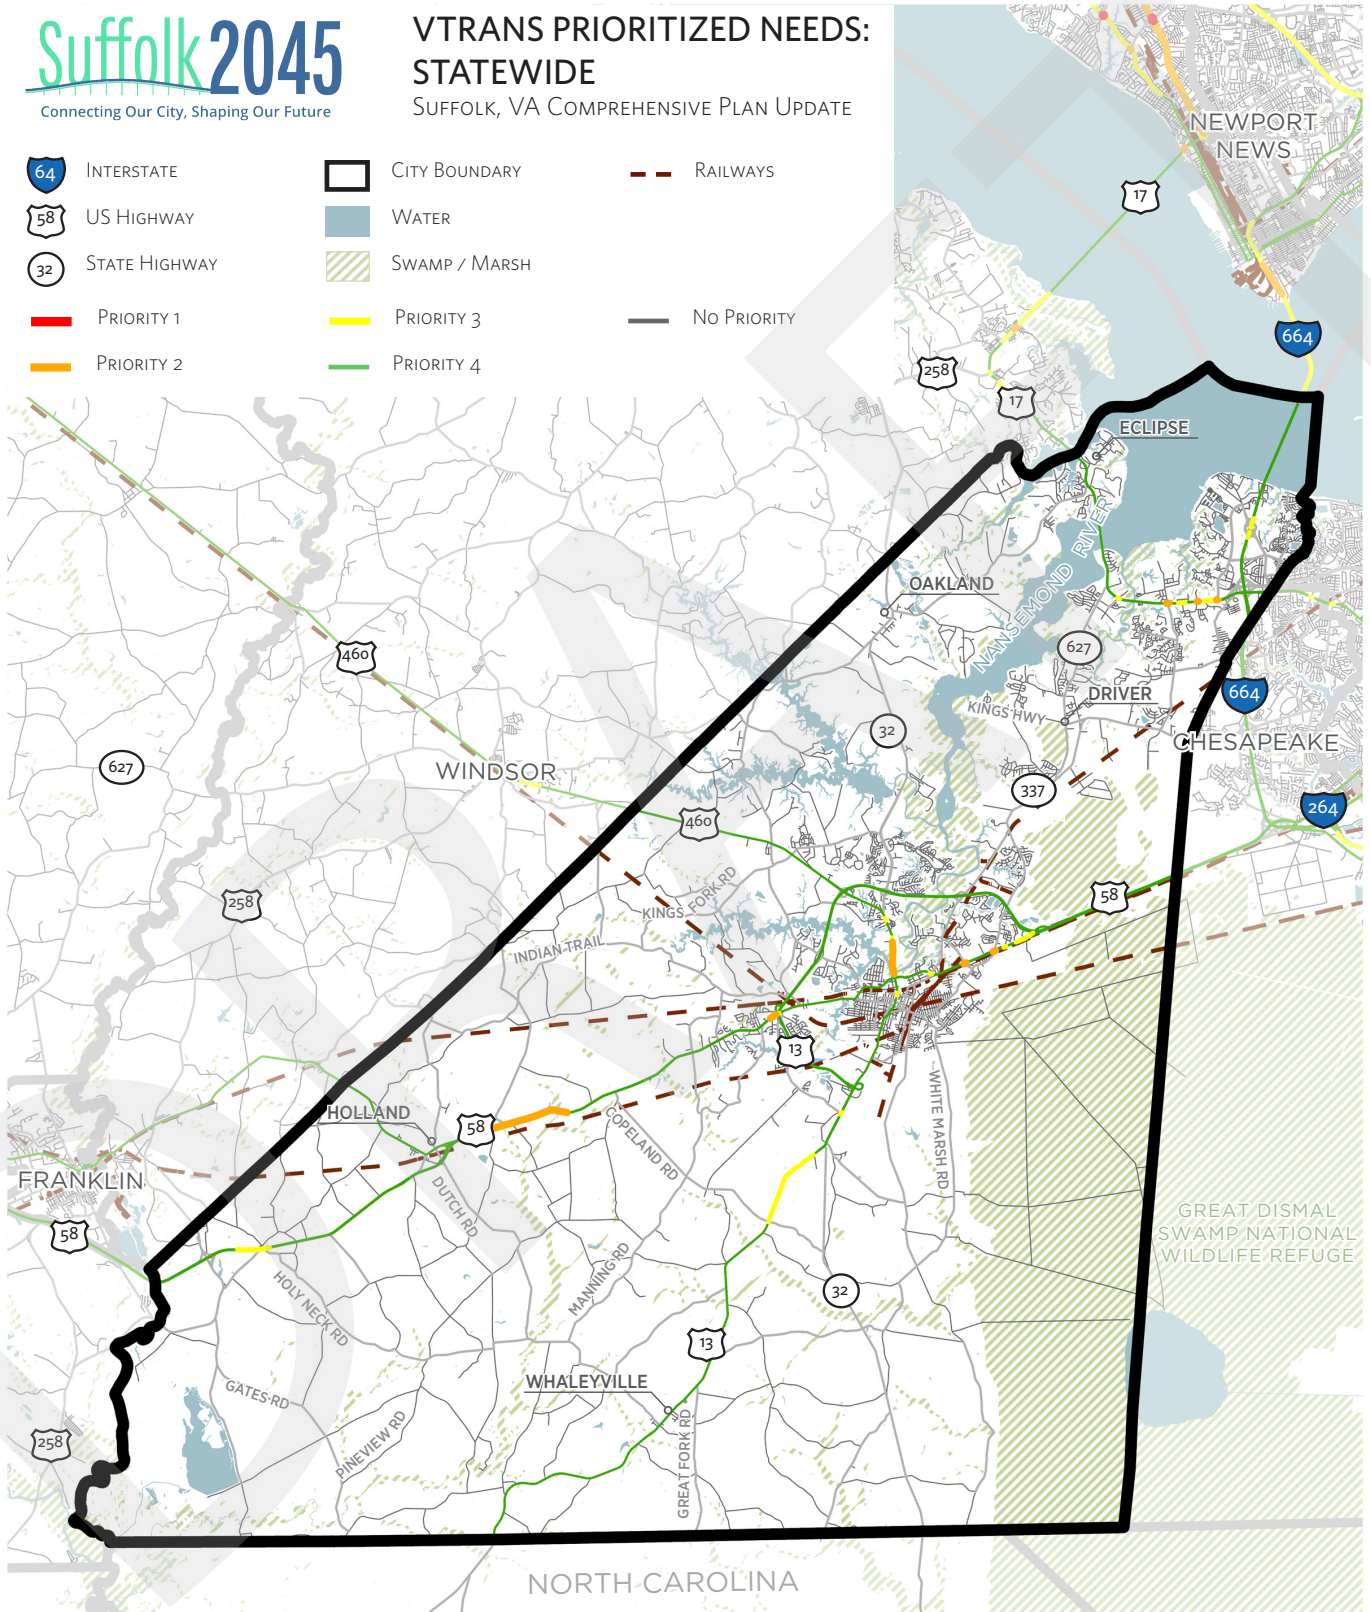 Suffolk 2045
Connecting Our City, Shaping Our Future
VTRANS PRIORITIZED NEEDS:
STATEWIDE
SUFFOLK, VA COMPREHENSIVE PLAN UPDATE
64 INTERSTATE
58 US HIGHWAY
32 STATE HIGHWAY
CITY BOUNDARY
WATER
SWAMP / MARSH
RAILWAYS
PRIORITY 1
PRIORITY 2
PRIORITY 3
PRIORITY 4
NO PRIORITY
NEWPORT
NEWS
17
664
258
17
ECLIPSE
NANSEMOND RIVER
OAKLAND
627
460
DRIVER
664
KINGS HWY
32
CHESAPEAKE
627
WINDSOR
337
264
460
KINGS FORK RD
58
258
INDIAN TRAIL
13
HOLLAND
58
COPELAND RD
WHITE MARSH RD
FRANKLIN
DUTCH RD
58
GREAT DISMAL
SWAMP NATIONAL
WILDLIFE REFUGE
HOLY NECK RD
MANNING RD
32
13
GATES RD
WHALEYVILLE
PINEVIEW RD
258
GREAT FORK RD
NORTH CAROLINA